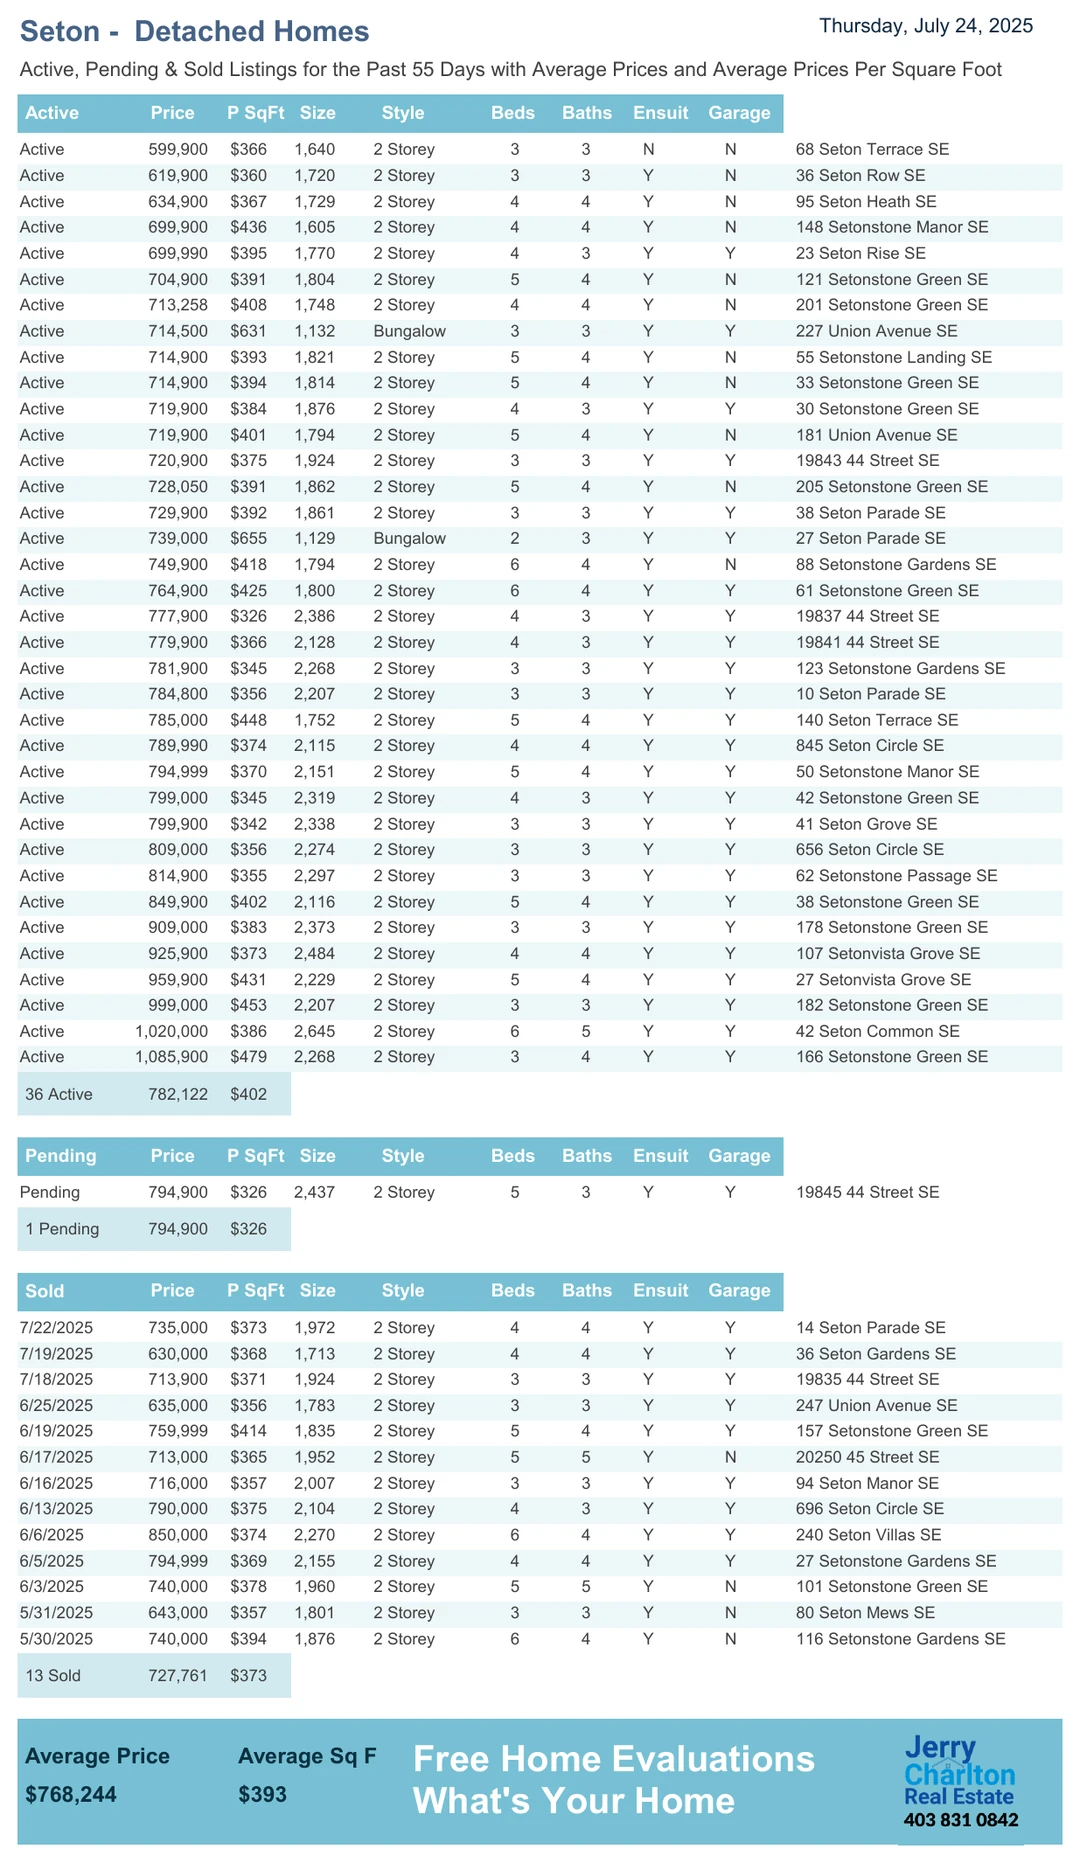 Seton - Detached Homes
Thursday, July 24, 2025
Active, Pending & Sold Listings for the Past 55 Days with Average Prices and Average Prices Per Square Foot
Active Price P SqFt Size Style Beds Baths Ensuit Garage
Active 599,900 $366 1,640 2 Storey 3 3 N N 68 Seton Terrace SE
Active 619,900 $360 1,720 2 Storey 3 3 Y N 36 Seton Row SE
Active 634,900 $367 1,729 2 Storey 4 4 Y N 95 Seton Heath SE
Active 699,900 $436 1,605 2 Storey 4 4 Y N 148 Setonstone Manor SE
Active 699,990 $395 1,770 2 Storey 4 3 Y Y 23 Seton Rise SE
Active 704,900 $391 1,804 2 Storey 5 4 Y N 121 Setonstone Green SE
Active 713,258 $408 1,748 2 Storey 4 4 Y N 201 Setonstone Green SE
Active 714,500 $631 1,132 Bungalow 3 3 Y Y 227 Union Avenue SE
Active 714,900 $393 1,821 2 Storey 5 4 Y N 55 Setonstone Landing SE
Active 714,900 $394 1,814 2 Storey 5 4 Y N 33 Setonstone Green SE
Active 719,900 $384 1,876 2 Storey 4 3 Y Y 30 Setonstone Green SE
Active 719,900 $401 1,794 2 Storey 5 4 Y N 181 Union Avenue SE
Active 720,900 $375 1,924 2 Storey 3 3 Y Y 19843 44 Street SE
Active 728,050 $391 1,862 2 Storey 5 4 Y N 205 Setonstone Green SE
Active 729,900 $392 1,861 2 Storey 3 3 Y Y 38 Seton Parade SE
Active 739,000 $655 1,129 Bungalow 2 3 Y Y 27 Seton Parade SE
Active 749,900 $418 1,794 2 Storey 6 4 Y N 88 Setonstone Gardens SE
Active 764,900 $425 1,800 2 Storey 6 4 Y Y 61 Setonstone Green SE
Active 777,900 $326 2,386 2 Storey 4 3 Y Y 19837 44 Street SE
Active 779,900 $366 2,128 2 Storey 4 3 Y Y 19841 44 Street SE
Active 781,900 $345 2,268 2 Storey 3 3 Y Y 123 Setonstone Gardens SE
Active 784,800 $356 2,207 2 Storey 3 3 Y Y 10 Seton Parade SE
Active 785,000 $448 1,752 2 Storey 5 4 Y Y 140 Seton Terrace SE
Active 789,990 $374 2,115 2 Storey 4 4 Y Y 845 Seton Circle SE
Active 794,999 $370 2,151 2 Storey 5 4 Y Y 50 Setonstone Manor SE
Active 799,000 $345 2,319 2 Storey 4 3 Y Y 42 Setonstone Green SE
Active 799,900 $342 2,338 2 Storey 3 3 Y Y 41 Seton Grove SE
Active 809,000 $356 2,274 2 Storey 3 3 Y Y 656 Seton Circle SE
Active 814,900 $355 2,297 2 Storey 3 3 Y Y 62 Setonstone Passage SE
Active 849,900 $402 2,116 2 Storey 5 4 Y Y 38 Setonstone Green SE
Active 909,000 $383 2,373 2 Storey 3 3 Y Y 178 Setonstone Green SE
Active 925,900 $373 2,484 2 Storey 4 4 Y Y 107 Setonvista Grove SE
Active 959,900 $431 2,229 2 Storey 5 4 Y Y 27 Setonvista Grove SE
Active 999,000 $453 2,207 2 Storey 3 3 Y Y 182 Setonstone Green SE
Active 1,020,000 $386 2,645 2 Storey 6 5 Y Y 42 Seton Common SE
Active 1,085,900 $479 2,268 2 Storey 3 4 Y Y 166 Setonstone Green SE
36 Active 782,122 $402
Pending Price P SqFt Size Style Beds Baths Ensuit Garage
Pending 794,900 $326 2,437 2 Storey 5 3 Y Y 19845 44 Street SE
1 Pending 794,900 $326
Sold Price P SqFt Size Style Beds Baths Ensuit Garage
7/22/2025 735,000 $373 1,972 2 Storey 4 4 Y Y 14 Seton Parade SE
7/19/2025 630,000 $368 1,713 2 Storey 4 4 Y Y 36 Seton Gardens SE
7/18/2025 713,900 $371 1,924 2 Storey 3 3 Y Y 19835 44 Street SE
6/25/2025 635,000 $356 1,783 2 Storey 3 3 Y Y 247 Union Avenue SE
6/19/2025 759,999 $414 1,835 2 Storey 5 4 Y Y 157 Setonstone Green SE
6/17/2025 713,000 $365 1,952 2 Storey 5 5 Y N 20250 45 Street SE
6/16/2025 716,000 $357 2,007 2 Storey 3 3 Y Y 94 Seton Manor SE
6/13/2025 790,000 $375 2,104 2 Storey 4 3 Y Y 696 Seton Circle SE
6/6/2025 850,000 $374 2,270 2 Storey 6 4 Y Y 240 Seton Villas SE
6/5/2025 794,999 $369 2,155 2 Storey 4 4 Y Y 27 Setonstone Gardens SE
6/3/2025 740,000 $378 1,960 2 Storey 5 5 Y N 101 Setonstone Green SE
5/31/2025 643,000 $357 1,801 2 Storey 3 3 Y N 80 Seton Mews SE
5/30/2025 740,000 $394 1,876 2 Storey 6 4 Y N 116 Setonstone Gardens SE
13 Sold 727,761 $373
Average Price Average Sq F
$768,244 $393
Free Home Evaluations
What's Your Home
Jerry
Charlton
Real Estate
403 831 0842